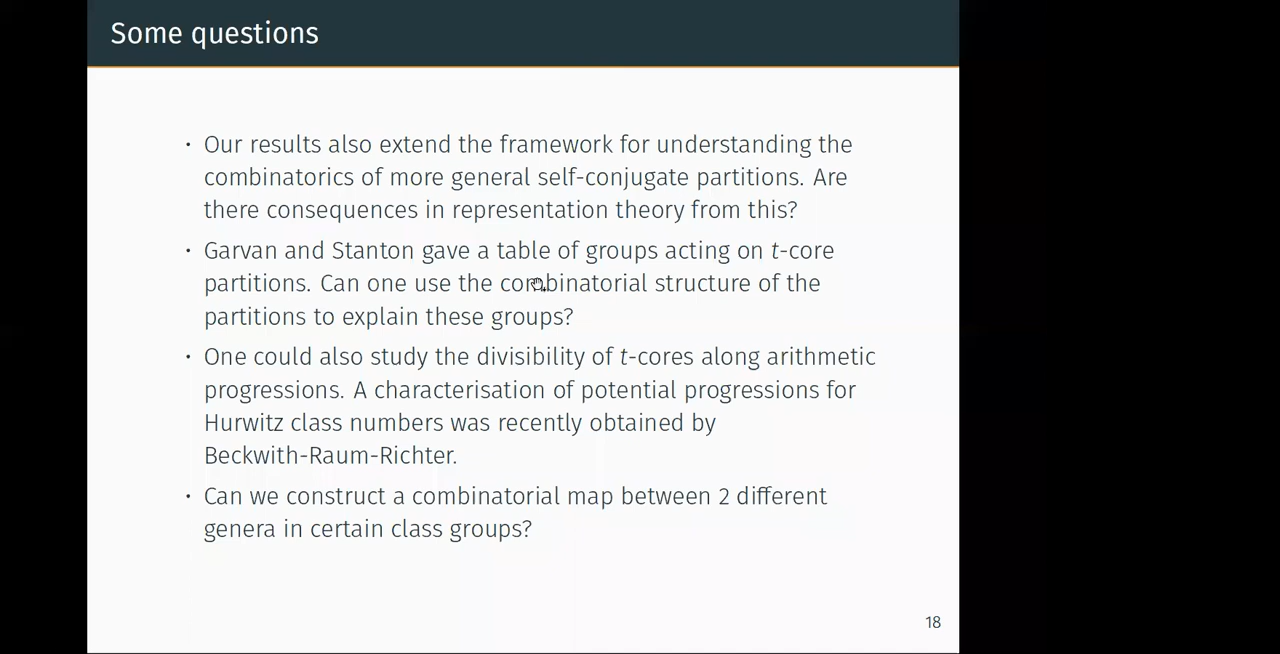 Some questions
· Our results also extend the framework for understanding the
combinatorics of more general self-conjugate partitions. Are
there consequences in representation theory from this?
· Garvan and Stanton gave a table of groups acting on t-core
partitions. Can one use the combinatorial structure of the
partitions to explain these groups?
· One could also study the divisibility of t-cores along arithmetic
progressions. A characterisation of potential progressions for
Hurwitz class numbers was recently obtained by
Beckwith-Raum-Richter.
· Can we construct a combinatorial map between 2 different
genera in certain class groups?
18